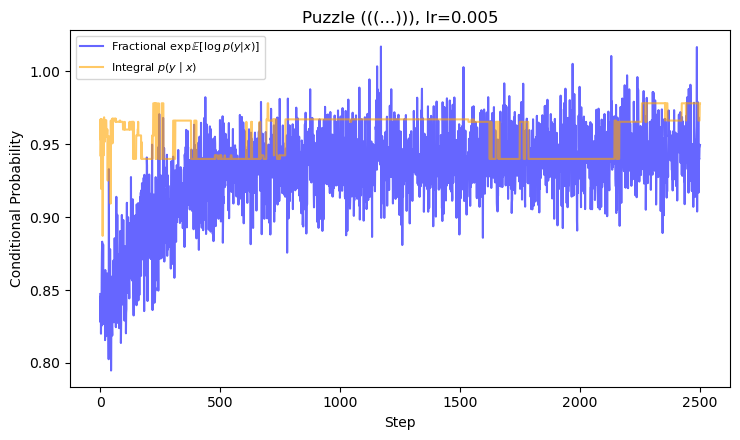 Puzzle (((...))), lr=0.005
Fractional exp𝔼[log p(y|x)]
Integral p(y | x)
Conditional Probability
1.00
0.95
0.90
0.85
0.80
0
500
1000
1500
2000
2500
Step